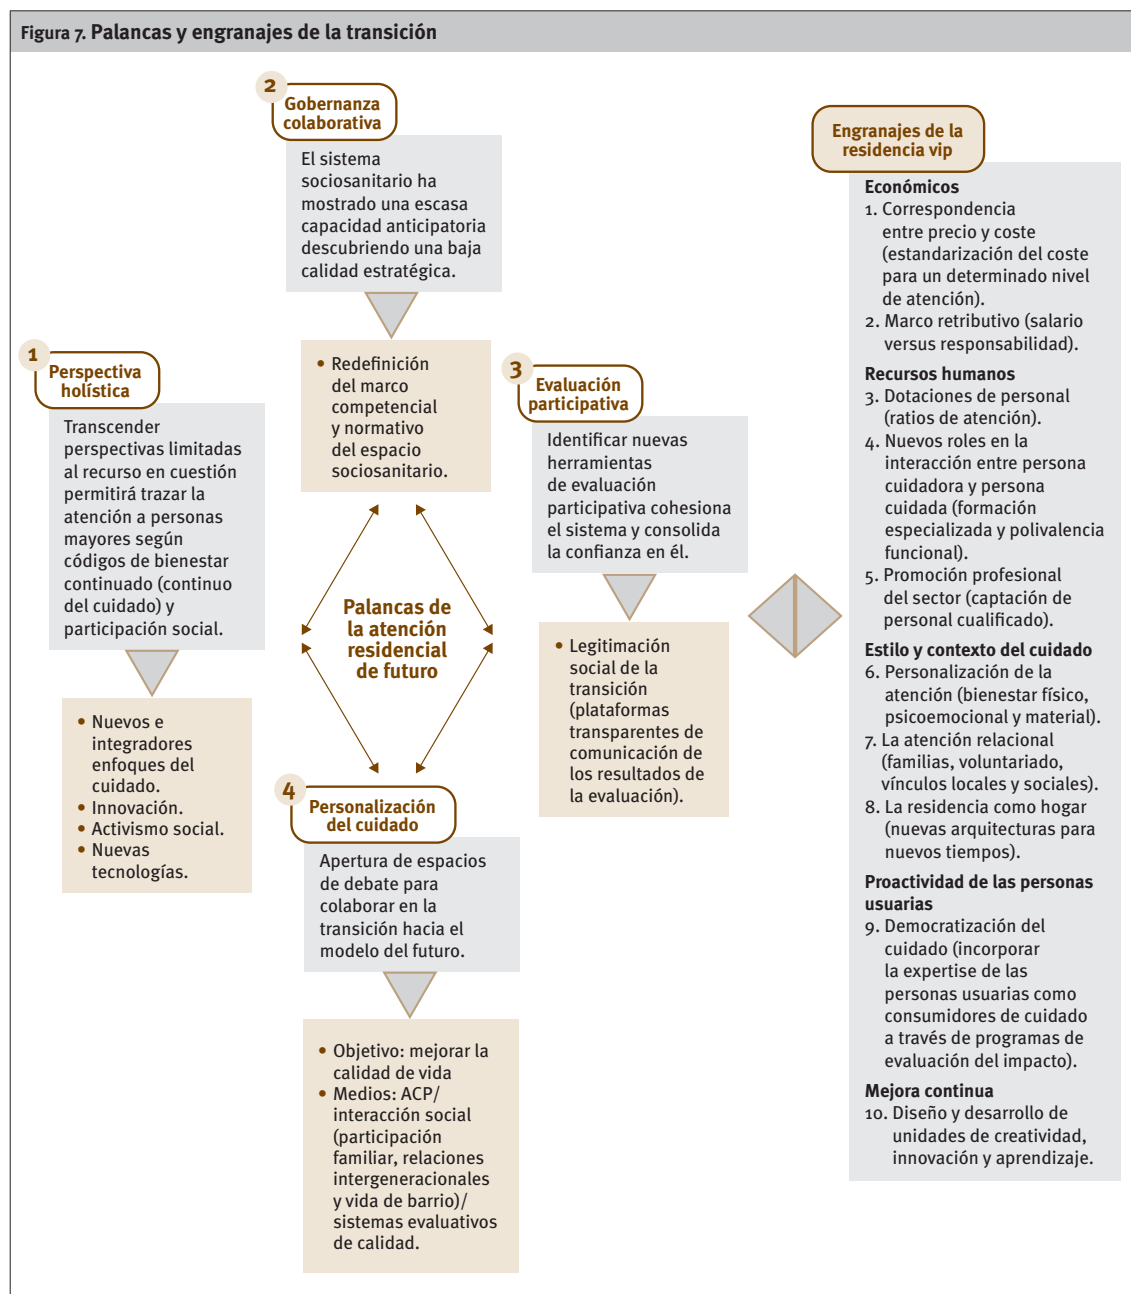 Figura 7. Palancas y engranajes de la transición
1
Perspectiva
holística
Transcender
perspectivas limitadas
al recurso en cuestión
permitirá trazar la
atención a personas
mayores según
códigos de bienestar
continuado (continuo
del cuidado) y
participación social.
• Nuevos e
integradores
enfoques del
cuidado.
• Innovación.
• Activismo social.
• Nuevas
tecnologías.
2
Gobernanza
colaborativa
El sistema
sociosanitario ha
mostrado una escasa
capacidad anticipatoria
descubriendo una baja
calidad estratégica.
• Redefinición
del marco
competencial
y normativo
del espacio
sociosanitario.
Palancas de
la atención
residencial
de futuro
3
Evaluación
participativa
Identificar nuevas
herramientas
de evaluación
participativa cohesiona
el sistema y consolida
la confianza en él.
• Legitimación
social de la
transición
(plataformas
transparentes de
comunicación de
los resultados de
la evaluación).
4
Personalización
del cuidado
Apertura de espacios
de debate para
colaborar en la
transición hacia el
modelo del futuro.
• Objetivo: mejorar la
calidad de vida
• Medios: ACP/
interacción social
(participación
familiar, relaciones
intergeneracionales
y vida de barrio)/
sistemas evaluativos
de calidad.
Engranajes de la
residencia vip
Económicos
1. Correspondencia
entre precio y coste
(estandarización del coste
para un determinado nivel
de atención).
2. Marco retributivo (salario
versus responsabilidad).
Recursos humanos
3. Dotaciones de personal
(ratios de atención).
4. Nuevos roles en la
interacción entre persona
cuidadora y persona
cuidada (formación
especializada y polivalencia
funcional).
5. Promoción profesional
del sector (captación de
personal cualificado).
Estilo y contexto del cuidado
6. Personalización de la
atención (bienestar físico,
psicoemocional y material).
7. La atención relacional
(familias, voluntariado,
vínculos locales y sociales).
8. La residencia como hogar
(nuevas arquitecturas para
nuevos tiempos).
Proactividad de las personas
usuarias
9. Democratización del
cuidado (incorporar
la expertise de las
personas usuarias como
consumidores de cuidado
a través de programas de
evaluación del impacto).
Mejora continua
10. Diseño y desarrollo de
unidades de creatividad,
innovación y aprendizaje.